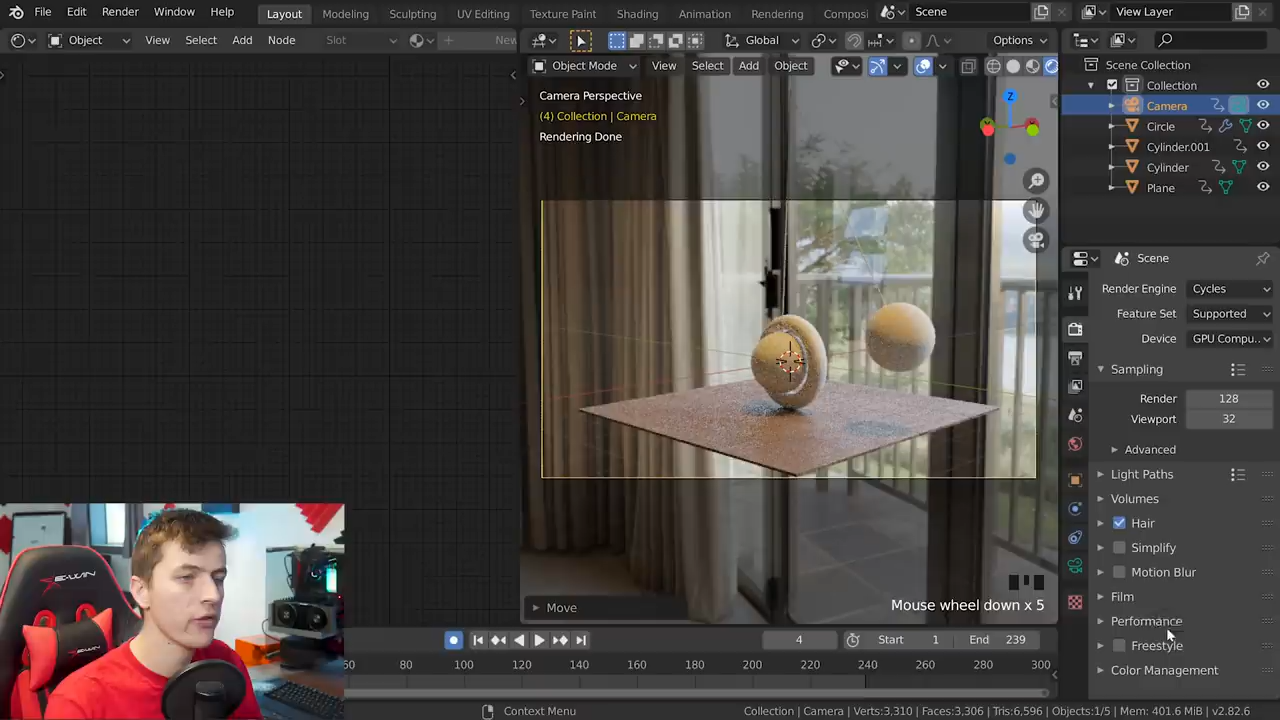 File Edit Render Window Help Layout Modeling Sculpting UV Editing Texture Paint Shading Animation Rendering Composi Scene View Layer
Object View Select Add Node Slot New Global Options
Object Mode View Select Add Object
Camera Perspective
(4) Collection | Camera
Rendering Done
Z
Scene Collection
Collection
Camera
Circle
Cylinder.001
Cylinder
Plane
Scene
Render Engine Cycles
Feature Set Supported
Device GPU Compu..
Sampling
Render 128
Viewport 32
Advanced
Light Paths
Volumes
Hair
Simplify
Motion Blur
Film
Performance
Freestyle
Color Management
Mouse wheel down x 5
Move
4 Start 1 End 239
60 80 100 120 140 160 180 200 220 240 260 280 300
Context Menu Collection | Camera | Verts:3,310 | Faces:3,306 | Tris:6,596 | Objects:1/5 | Mem: 401.6 MiB | v2.82.6